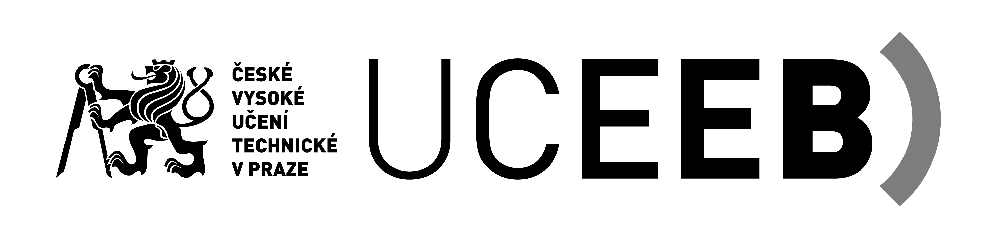 ČESKÉ
VYSOKÉ
UČENÍ
TECHNICKÉ
V PRAZE
UCEEB